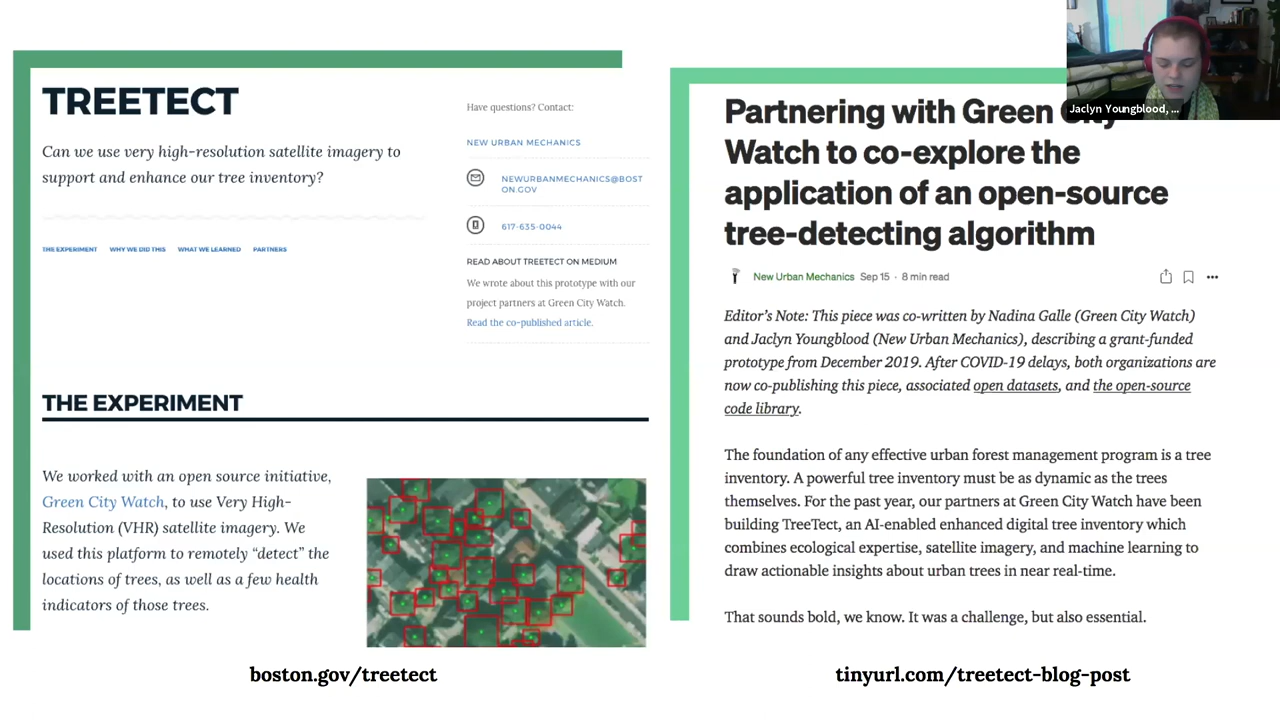 TREETECT
Can we use very high-resolution satellite imagery to
support and enhance our tree inventory?
THE EXPERIMENT WHY WE DID THIS WHAT WE LEARNED PARTNERS
Have questions? Contact:
NEW URBAN MECHANICS
NEWURBANMECHANICS@BOST
ON.GOV
617-635-0044
READ ABOUT TREETECT ON MEDIUM
We wrote about this prototype with our
project partners at Green City Watch.
Read the co-published article.
THE EXPERIMENT
We worked with an open source initiative,
Green City Watch, to use Very High-
Resolution (VHR) satellite imagery. We
used this platform to remotely “detect” the
locations of trees, as well as a few health
indicators of those trees.
boston.gov/treetect
Jaclyn Youngblood, ...
Partnering with Green City
Watch to co-explore the
application of an open-source
tree-detecting algorithm
New Urban Mechanics Sep 15 · 8 min read
Editor's Note: This piece was co-written by Nadina Galle (Green City Watch)
and Jaclyn Youngblood (New Urban Mechanics), describing a grant-funded
prototype from December 2019. After COVID-19 delays, both organizations are
now co-publishing this piece, associated open datasets, and the open-source
code library.
The foundation of any effective urban forest management program is a tree
inventory. A powerful tree inventory must be as dynamic as the trees
themselves. For the past year, our partners at Green City Watch have been
building TreeTect, an AI-enabled enhanced digital tree inventory which
combines ecological expertise, satellite imagery, and machine learning to
draw actionable insights about urban trees in near real-time.
That sounds bold, we know. It was a challenge, but also essential.
tinyurl.com/treetect-blog-post